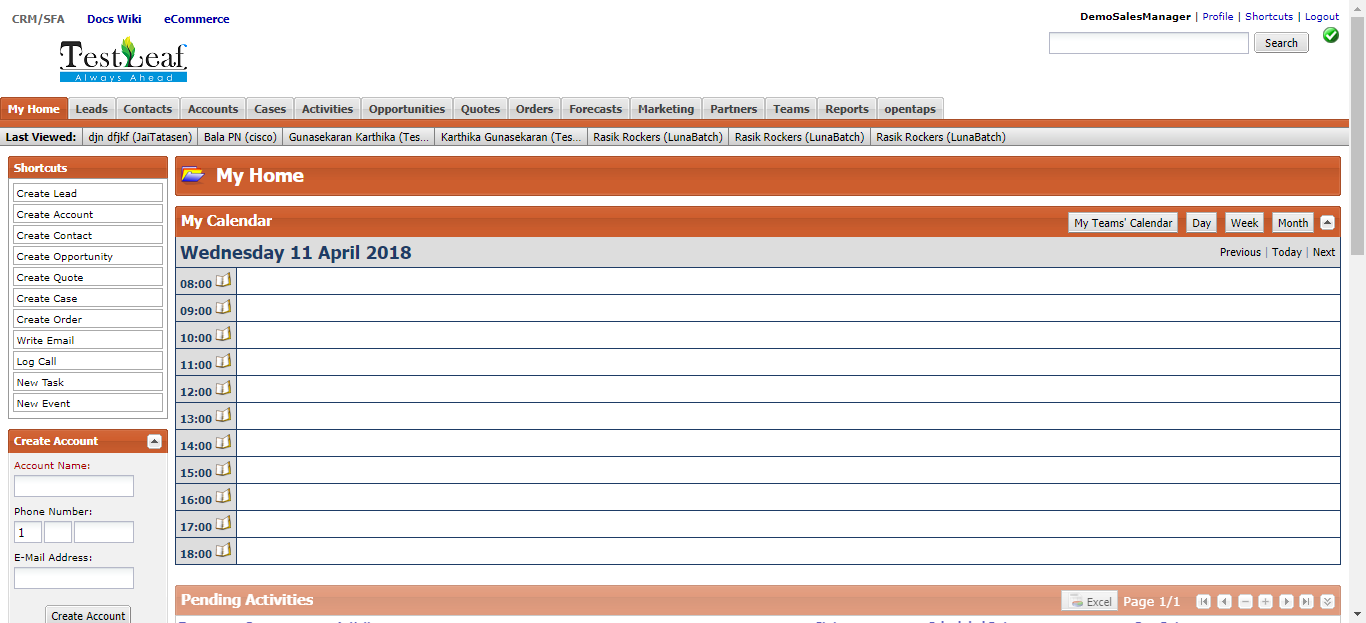 CRM/SFA Docs Wiki eCommerce
DemoSalesManager | Profile | Shortcuts | Logout
TestLeaf
Always Ahead
Search
My Home Leads Contacts Accounts Cases Activities Opportunities Quotes Orders Forecasts Marketing Partners Teams Reports opentaps
Last Viewed: djn dfjkf (JaiTatasen) Bala PN (cisco) Gunasekaran Karthika (Tes... Karthika Gunasekaran (Tes... Rasik Rockers (LunaBatch) Rasik Rockers (LunaBatch) Rasik Rockers (LunaBatch)
Shortcuts
Create Lead
Create Account
Create Contact
Create Opportunity
Create Quote
Create Case
Create Order
Write Email
Log Call
New Task
New Event
Create Account
Account Name:
Phone Number:
1
E-Mail Address:
Create Account
My Home
My Calendar
My Teams' Calendar Day Week Month
Wednesday 11 April 2018
Previous | Today | Next
08:00
09:00
10:00
11:00
12:00
13:00
14:00
15:00
16:00
17:00
18:00
Pending Activities
Excel Page 1/1